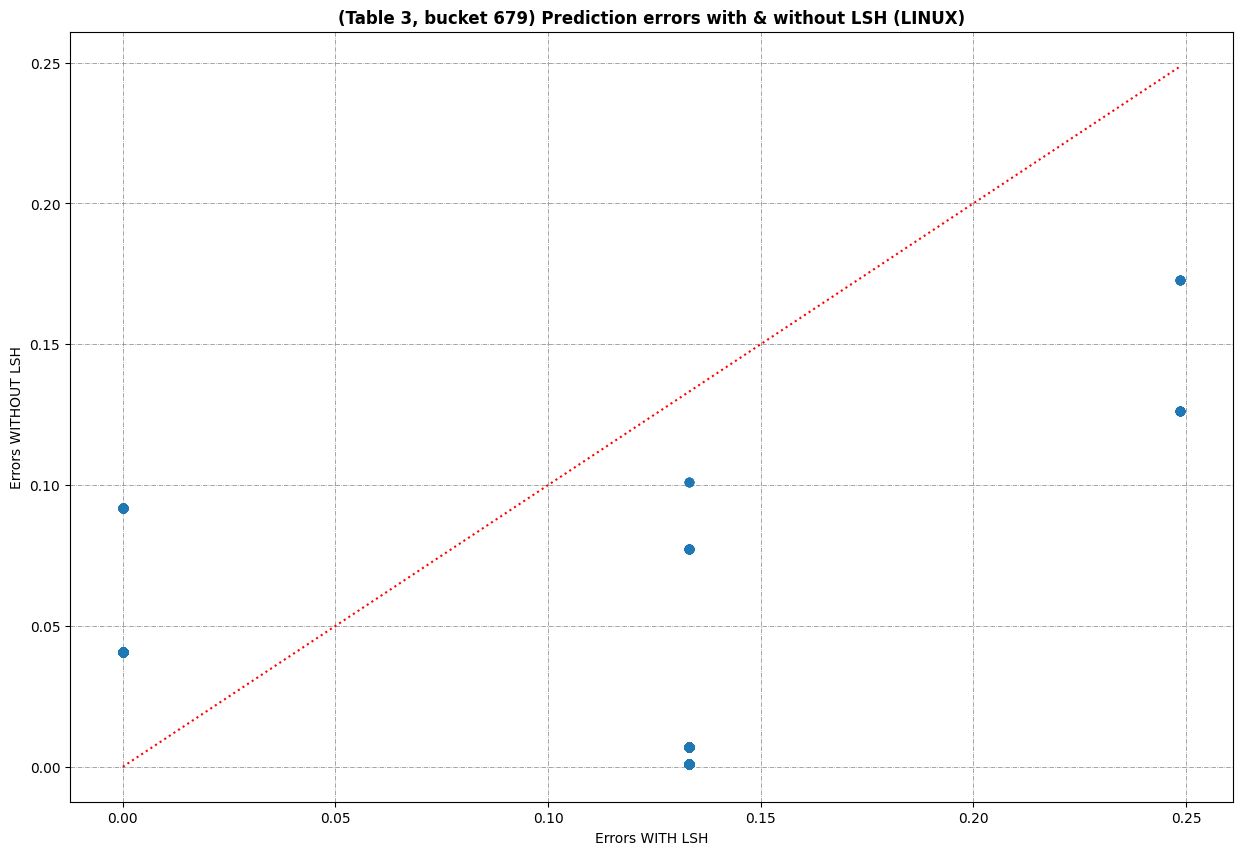 (Table 3, bucket 679) Prediction errors with & without LSH (LINUX)
0.25
0.20
0.15
0.10
0.05
0.00
Errors WITHOUT LSH
0.00 0.05 0.10 0.15 0.20 0.25
Errors WITH LSH